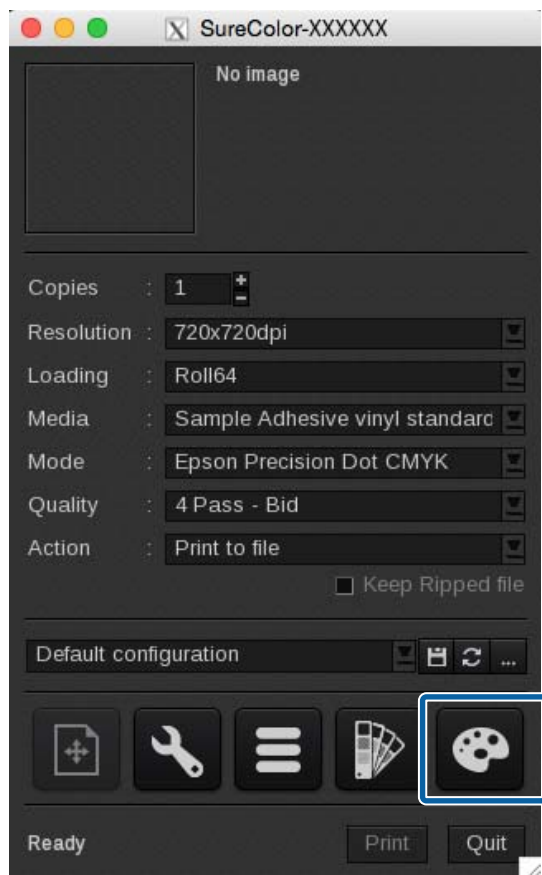 SureColor-XXXXXX
No image
Copies : 1
Resolution : 720x720dpi
Loading : Roll64
Media : Sample Adhesive vinyl standard
Mode : Epson Precision Dot CMYK
Quality : 4 Pass - Bid
Action : Print to file
Keep Ripped file
Default configuration ...
Ready Print Quit